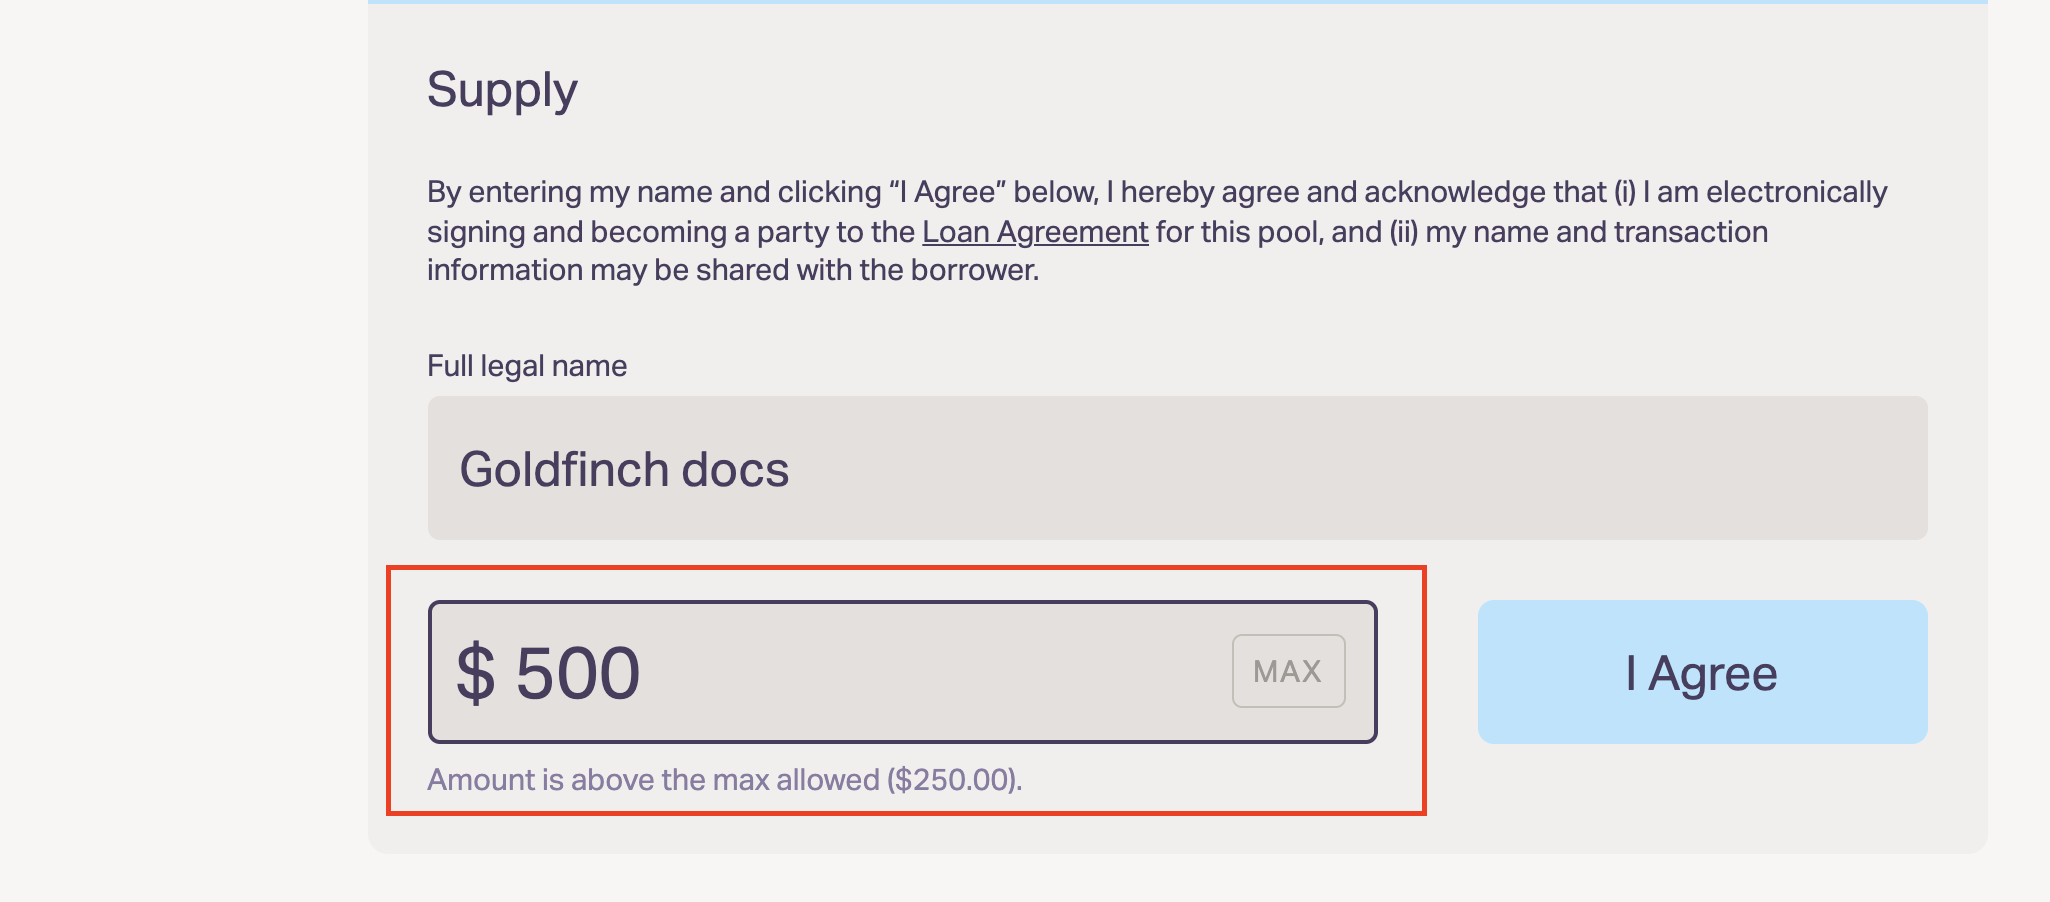 Supply
By entering my name and clicking “I Agree” below, I hereby agree and acknowledge that (i) I am electronically
signing and becoming a party to the Loan Agreement for this pool, and (ii) my name and transaction
information may be shared with the borrower.
Full legal name
Goldfinch docs
$ 500
MAX
I Agree
Amount is above the max allowed ($250.00).